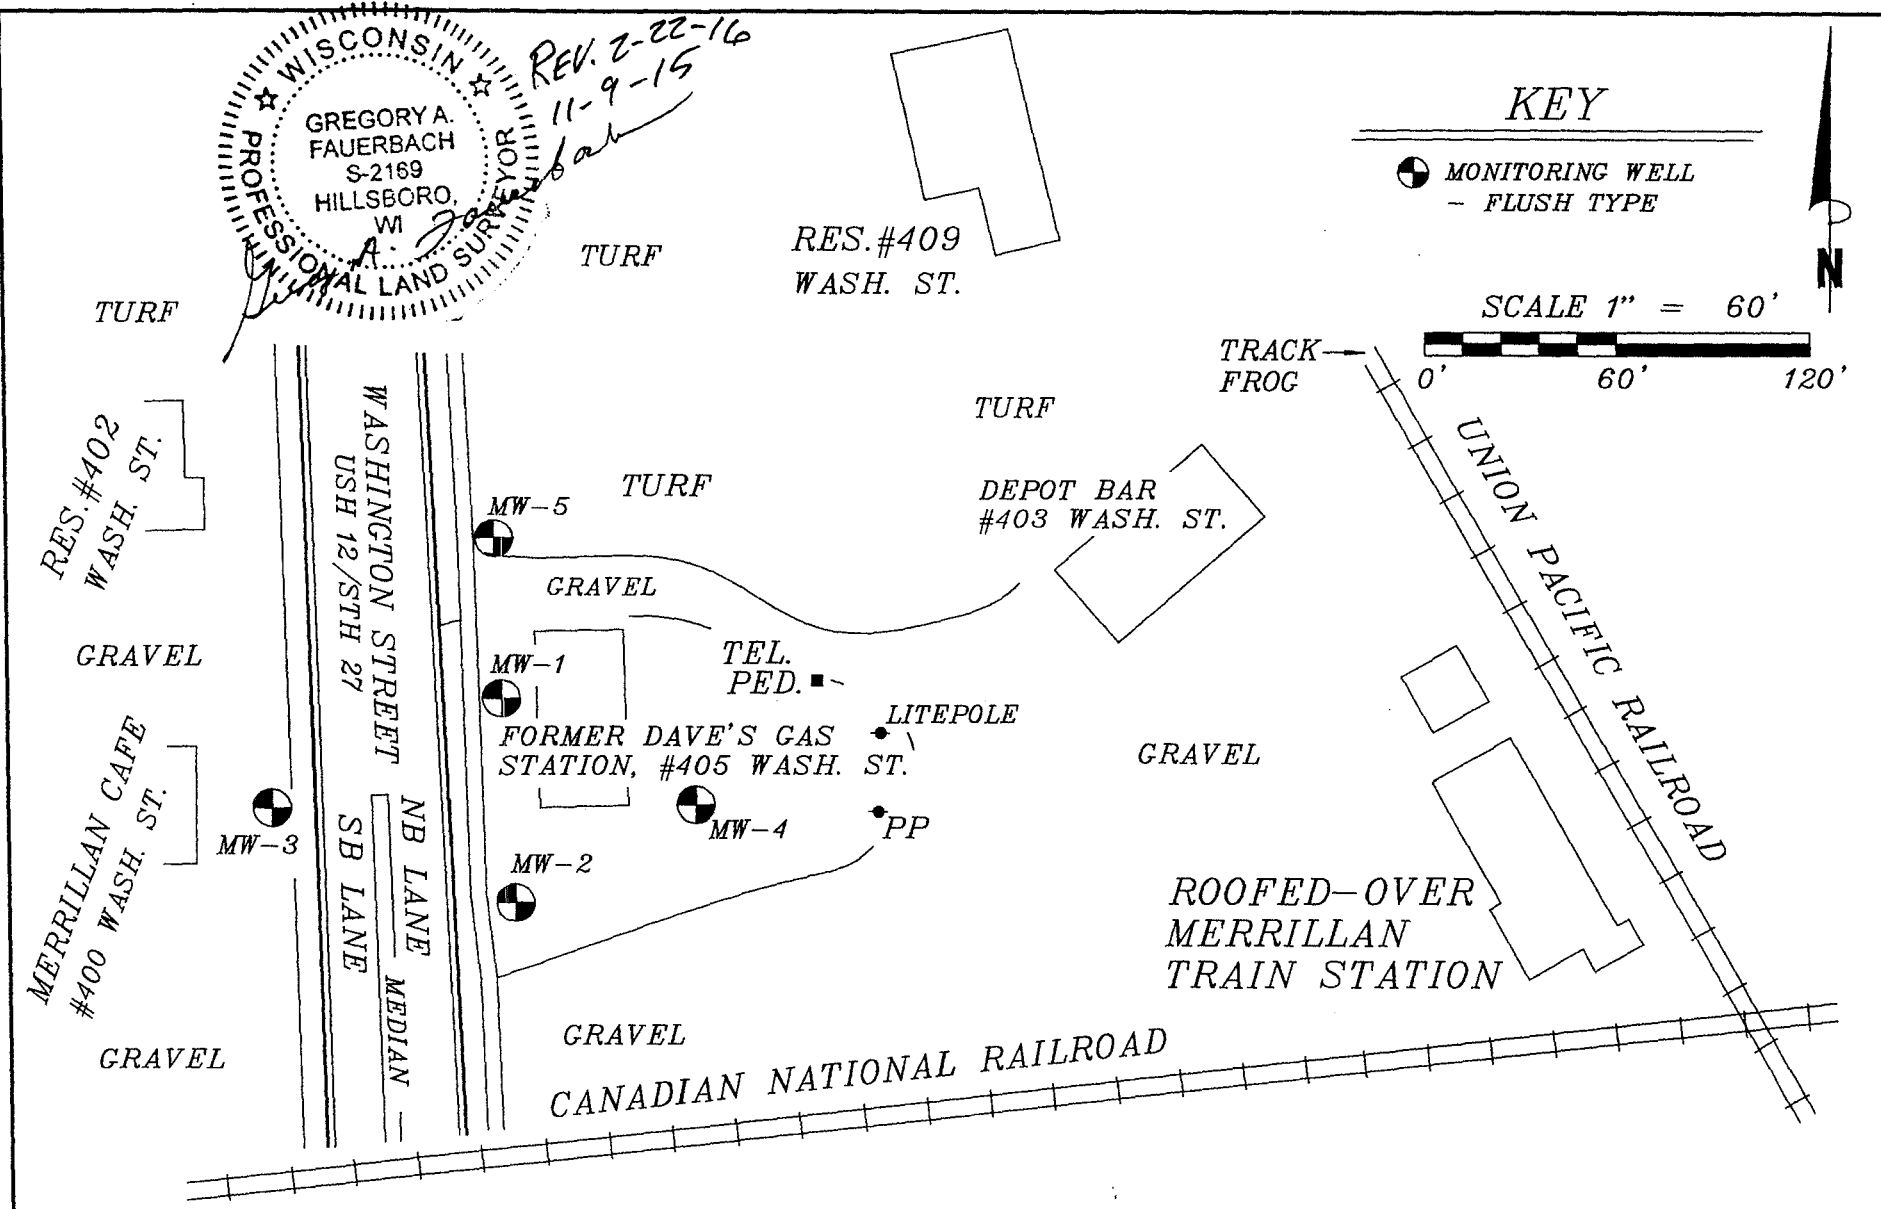 WISCONSIN
PROFESSIONAL LAND SURVEYOR
GREGORY A.
FAUERBACH
S-2169
HILLSBORO,
WI
REV. 2-22-16
11-9-15
KEY
MONITORING WELL
- FLUSH TYPE
N
SCALE 1" = 60'
0' 60' 120'
TURF
TURF
RES.#409
WASH. ST.
TRACK
FROG
TURF
RES.#402
WASH. ST.
WASHINGTON STREET
USH 12/STH 27
MW-5
TURF
DEPOT BAR
#403 WASH. ST.
UNION PACIFIC RAILROAD
GRAVEL
GRAVEL
MW-1
TEL.
PED.
LITEPOLE
FORMER DAVE'S GAS
STATION, #405 WASH. ST.
GRAVEL
MERRILLAN CAFE
#400 WASH. ST.
MW-3
SB LANE
NB LANE
MW-4
PP
MW-2
ROOFED-OVER
MERRILLAN
TRAIN STATION
MEDIAN
GRAVEL
GRAVEL
CANADIAN NATIONAL RAILROAD